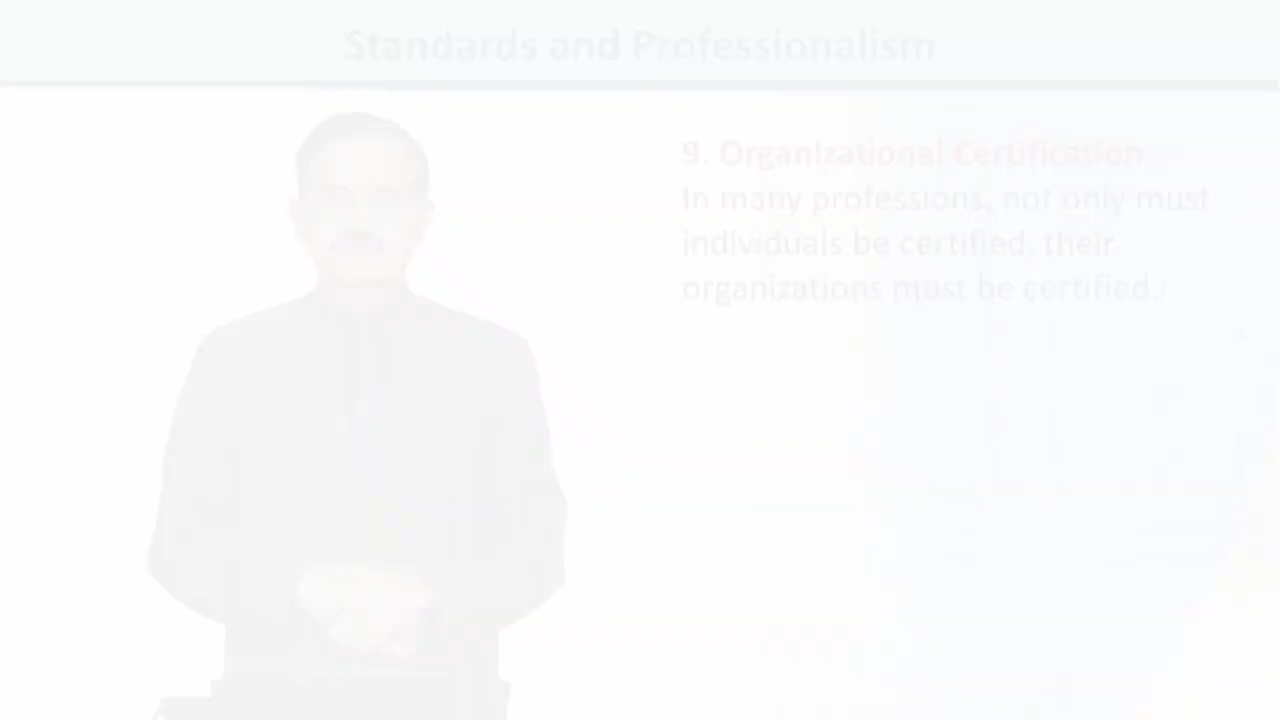 Standards and Professionalism
9. Organizational Certification
In many professions, not only must
individuals be certified, their
organizations must be certified.